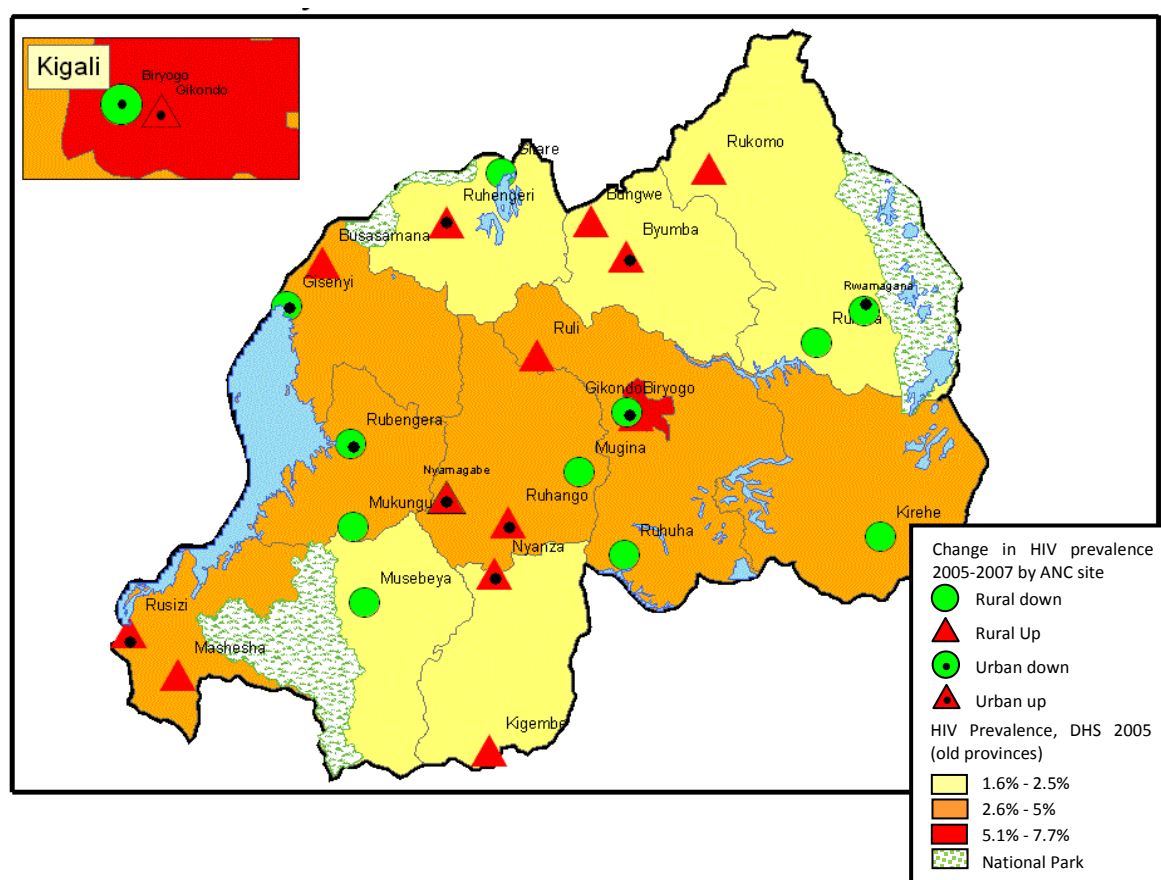 Kigali
Biryogo
Gikondo
Rukomo
Ruhengeri
Bungwe
Byumba
Busasamana
Gisenyi
Rwamagana
Ruli
GikondoBiryogo
Rubengera
Mugina
Nyamagabe
Ruhango
Mukungu
Kirehe
Ruhuha
Nyanza
Musebeya
Rusizi
Mashesha
Kigembe
Change in HIV prevalence
2005-2007 by ANC site
Rural down
Rural Up
Urban down
Urban up
HIV Prevalence, DHS 2005
(old provinces)
1.6% - 2.5%
2.6% - 5%
5.1% - 7.7%
National Park